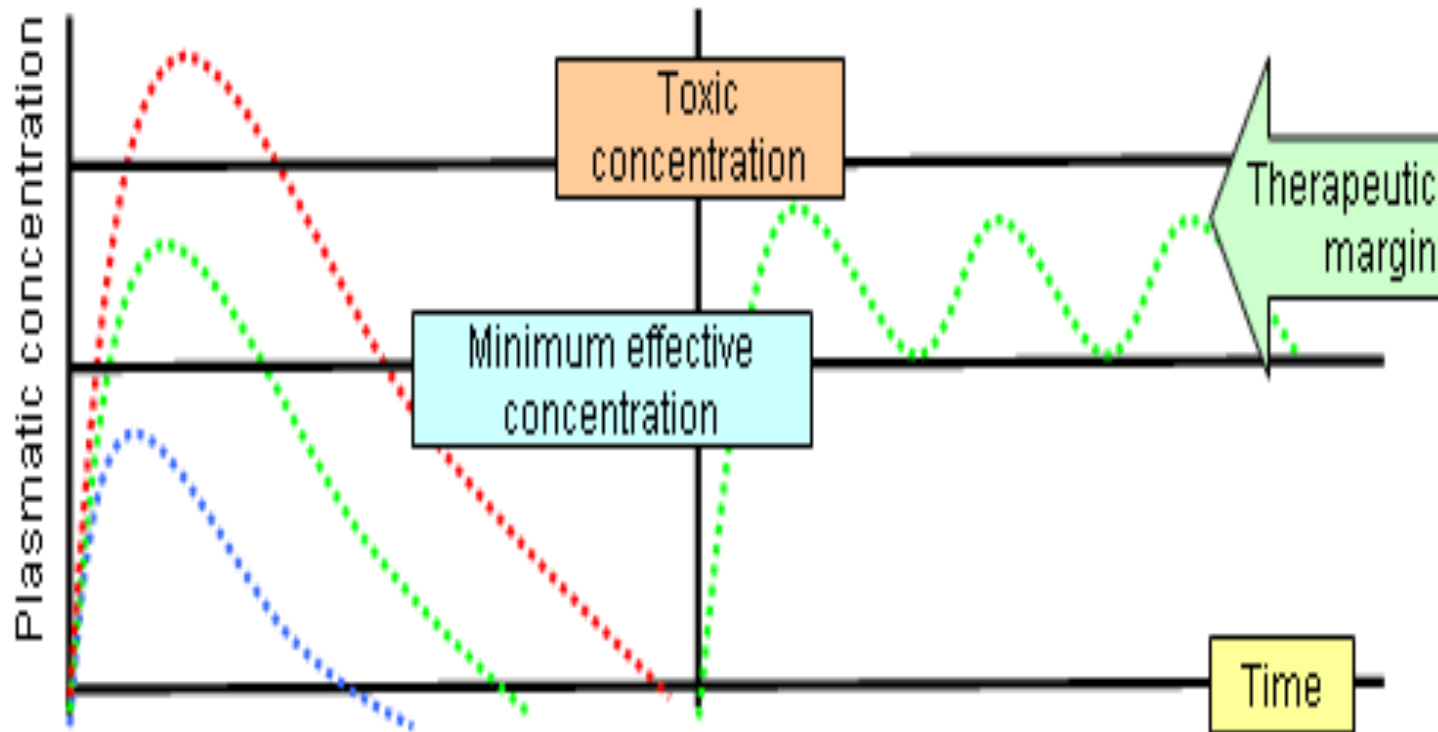 Plasmatic concentration
Toxic
concentration
Therapeutic
margin
Minimum effective
concentration
Time